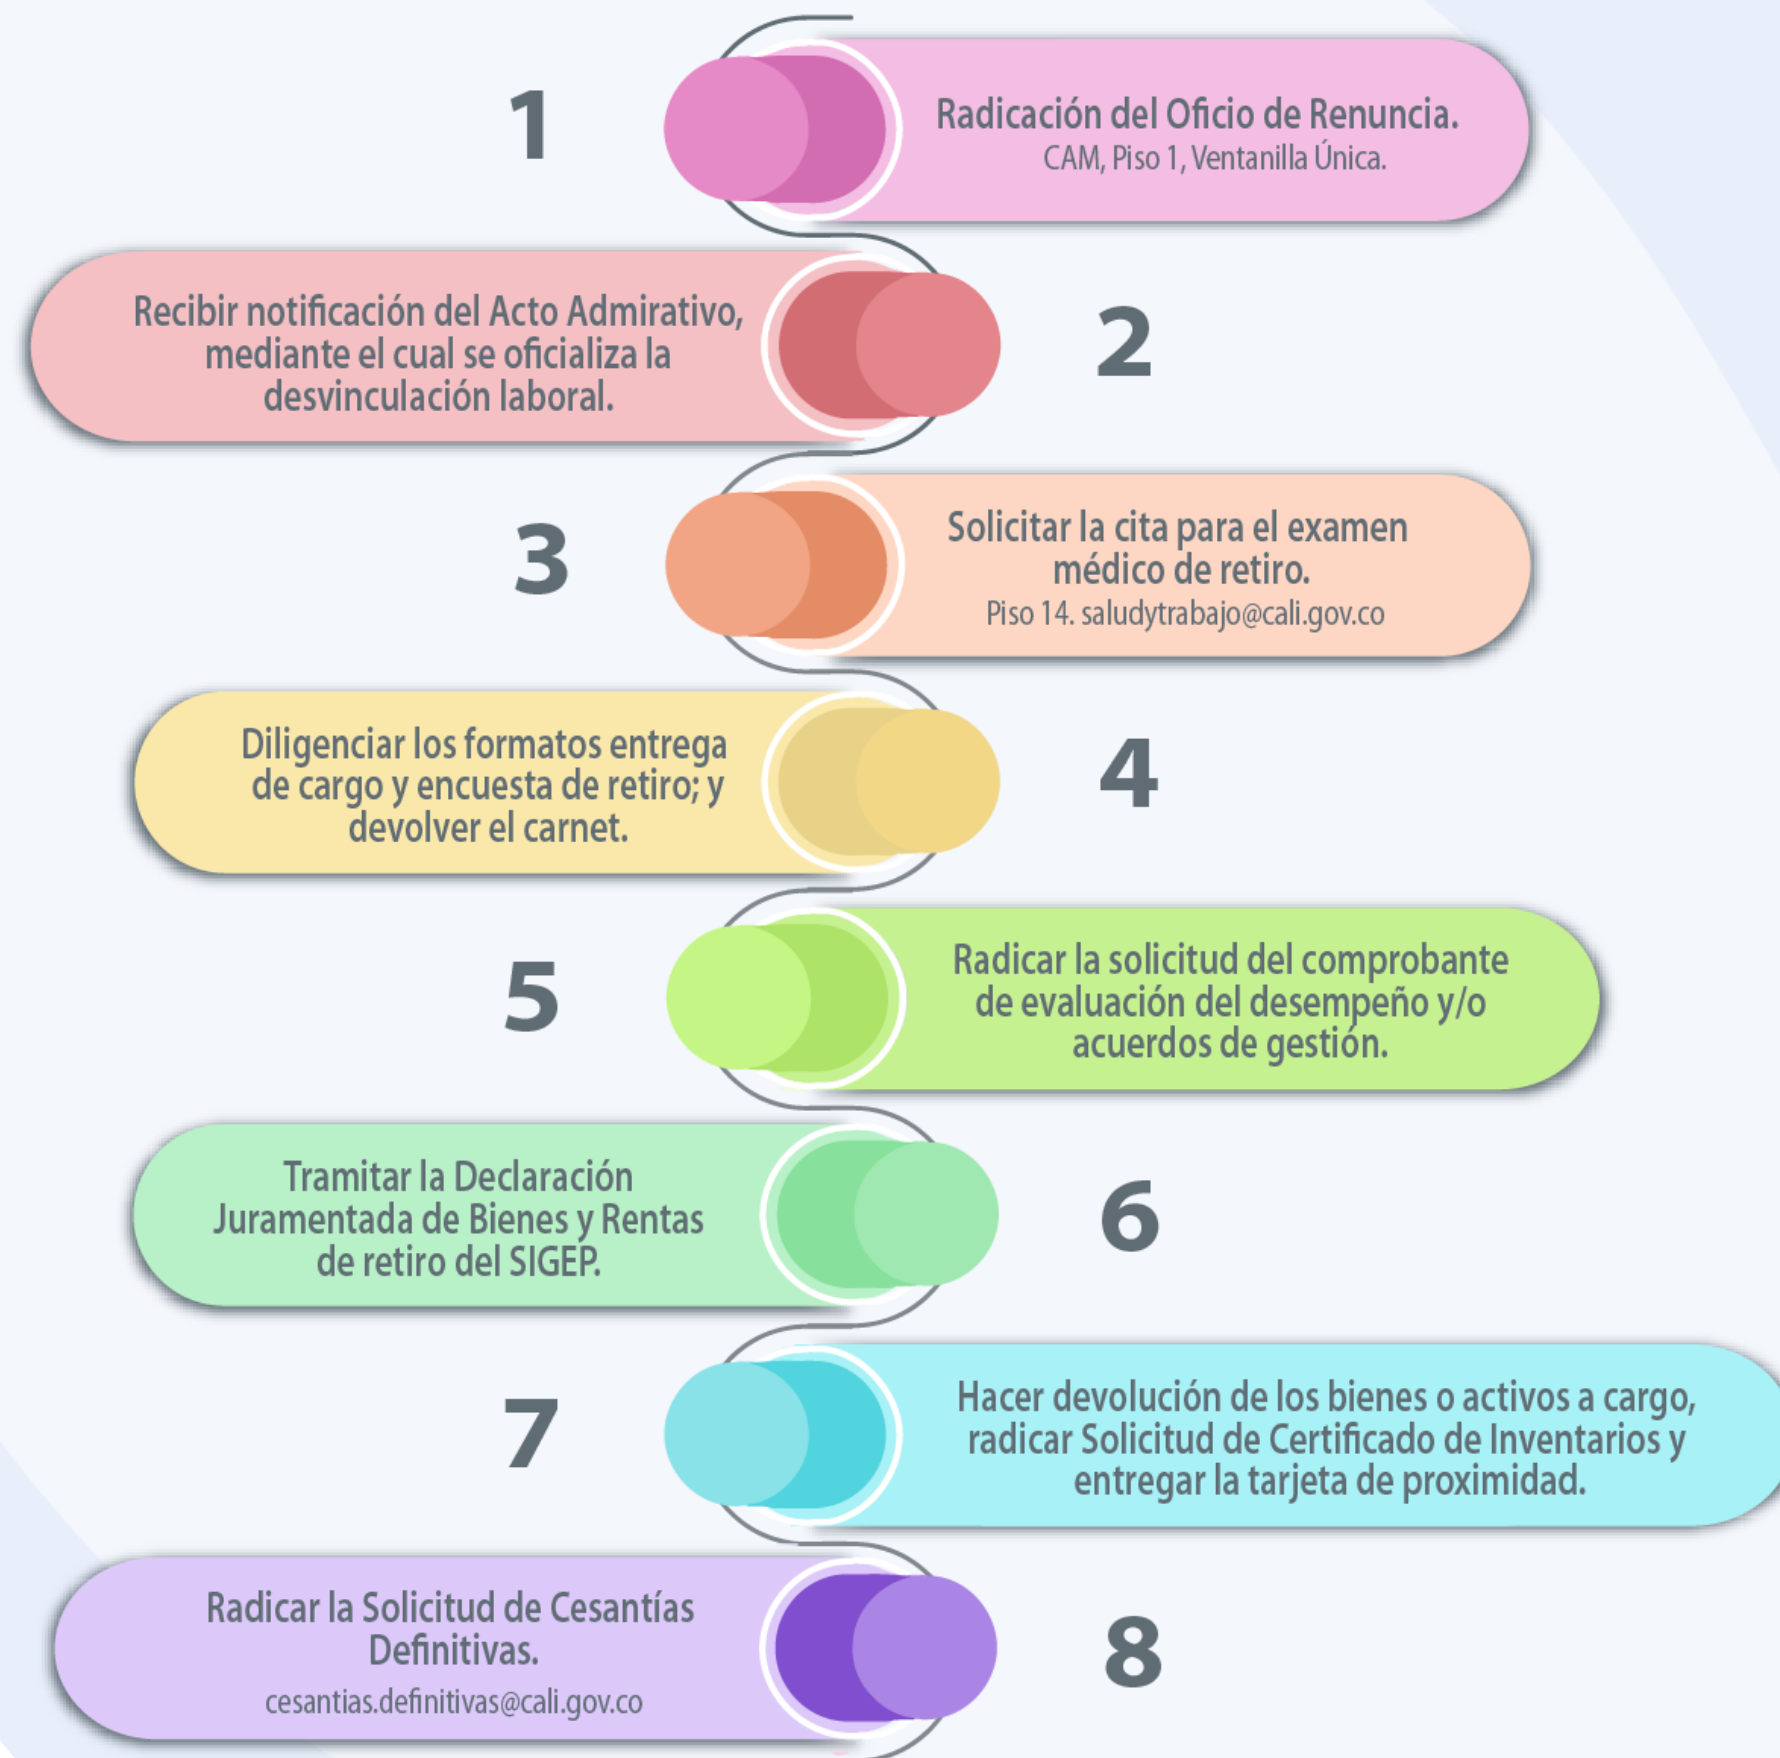 1
Radicación del Oficio de Renuncia.
CAM, Piso 1, Ventanilla Única.
Recibir notificación del Acto Admirativo,
mediante el cual se oficializa la
desvinculación laboral.
2
3
Solicitar la cita para el examen
médico de retiro.
Piso 14. saludytrabajo@cali.gov.co
Diligenciar los formatos entrega
de cargo y encuesta de retiro; y
devolver el carnet.
4
5
Radicar la solicitud del comprobante
de evaluación del desempeño y/o
acuerdos de gestión.
Tramitar la Declaración
Juramentada de Bienes y Rentas
de retiro del SIGEP.
6
7
Hacer devolución de los bienes o activos a cargo,
radicar Solicitud de Certificado de Inventarios y
entregar la tarjeta de proximidad.
Radicar la Solicitud de Cesantías
Definitivas.
cesantias.definitivas@cali.gov.co
8